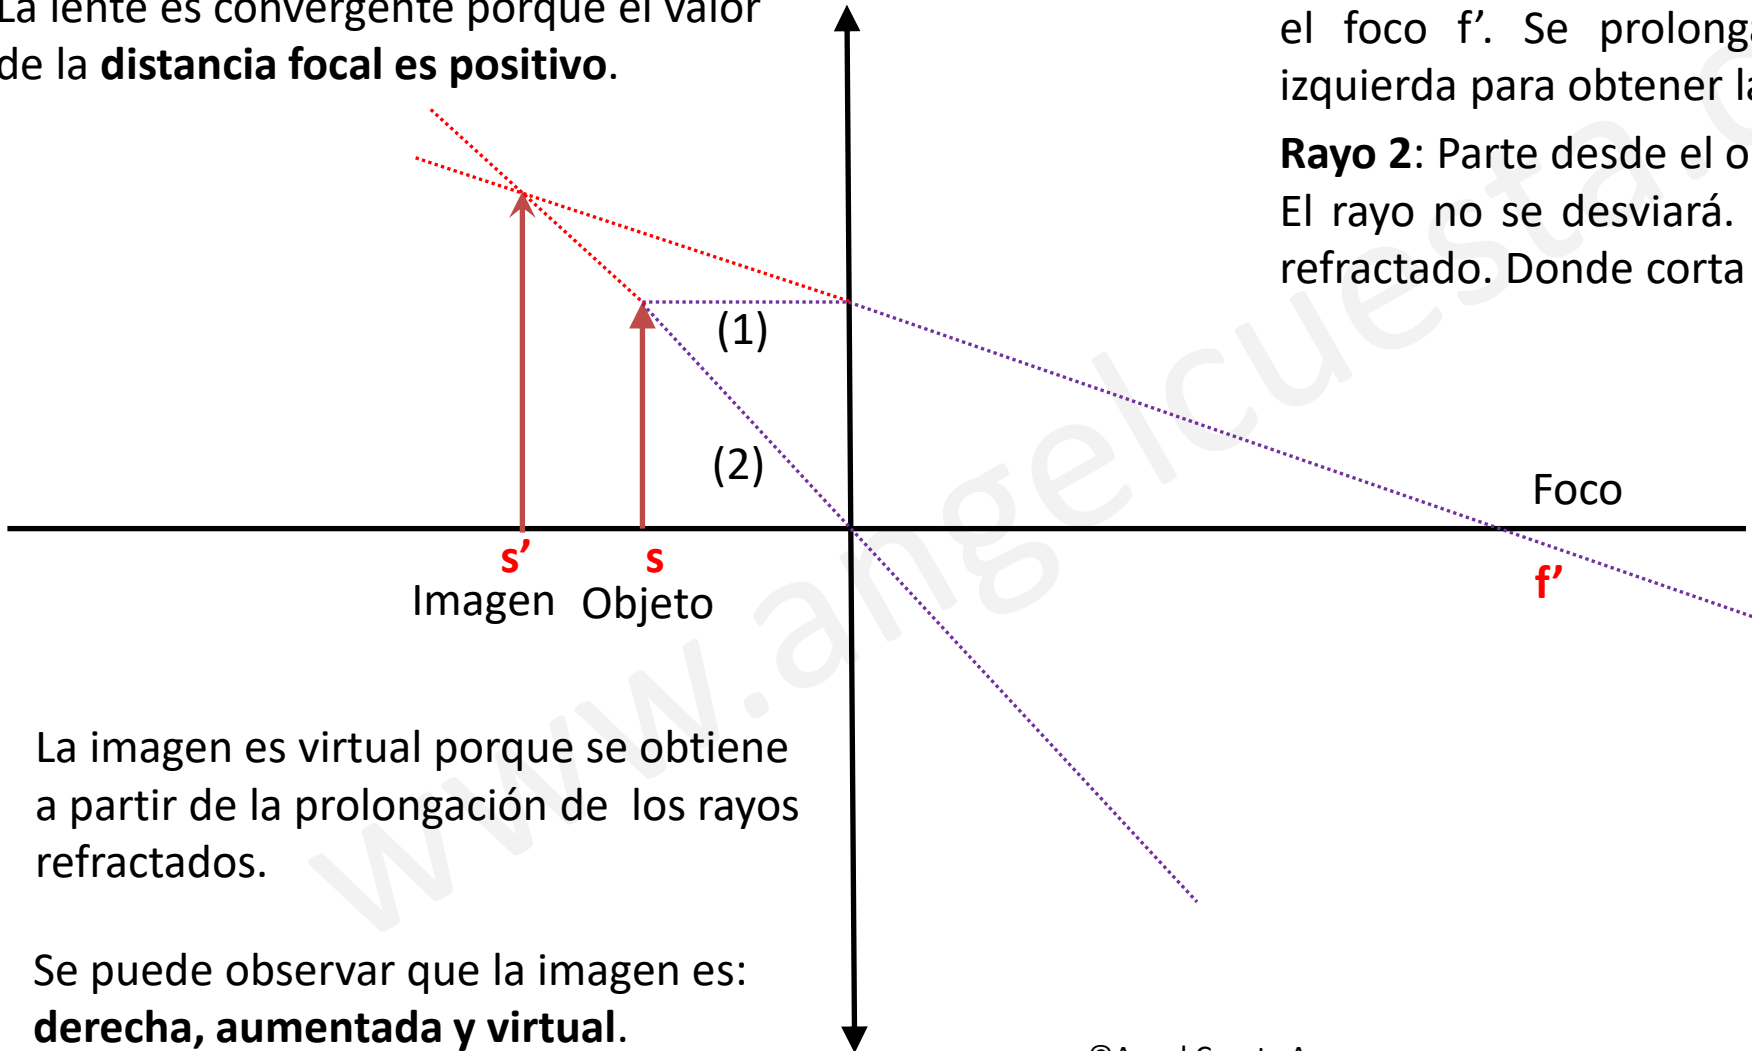 La lente es convergente porque el valor
de la distancia focal es positivo.
el foco f'. Se prolonga
izquierda para obtener la
Rayo 2: Parte desde el o
El rayo no se desviará.
refractado. Donde corta
(1)
(2)
Foco
s' s
f'
Imagen Objeto
www.angelcuesta.
La imagen es virtual porque se obtiene
a partir de la prolongación de los rayos
refractados.
Se puede observar que la imagen es:
derecha, aumentada y virtual.